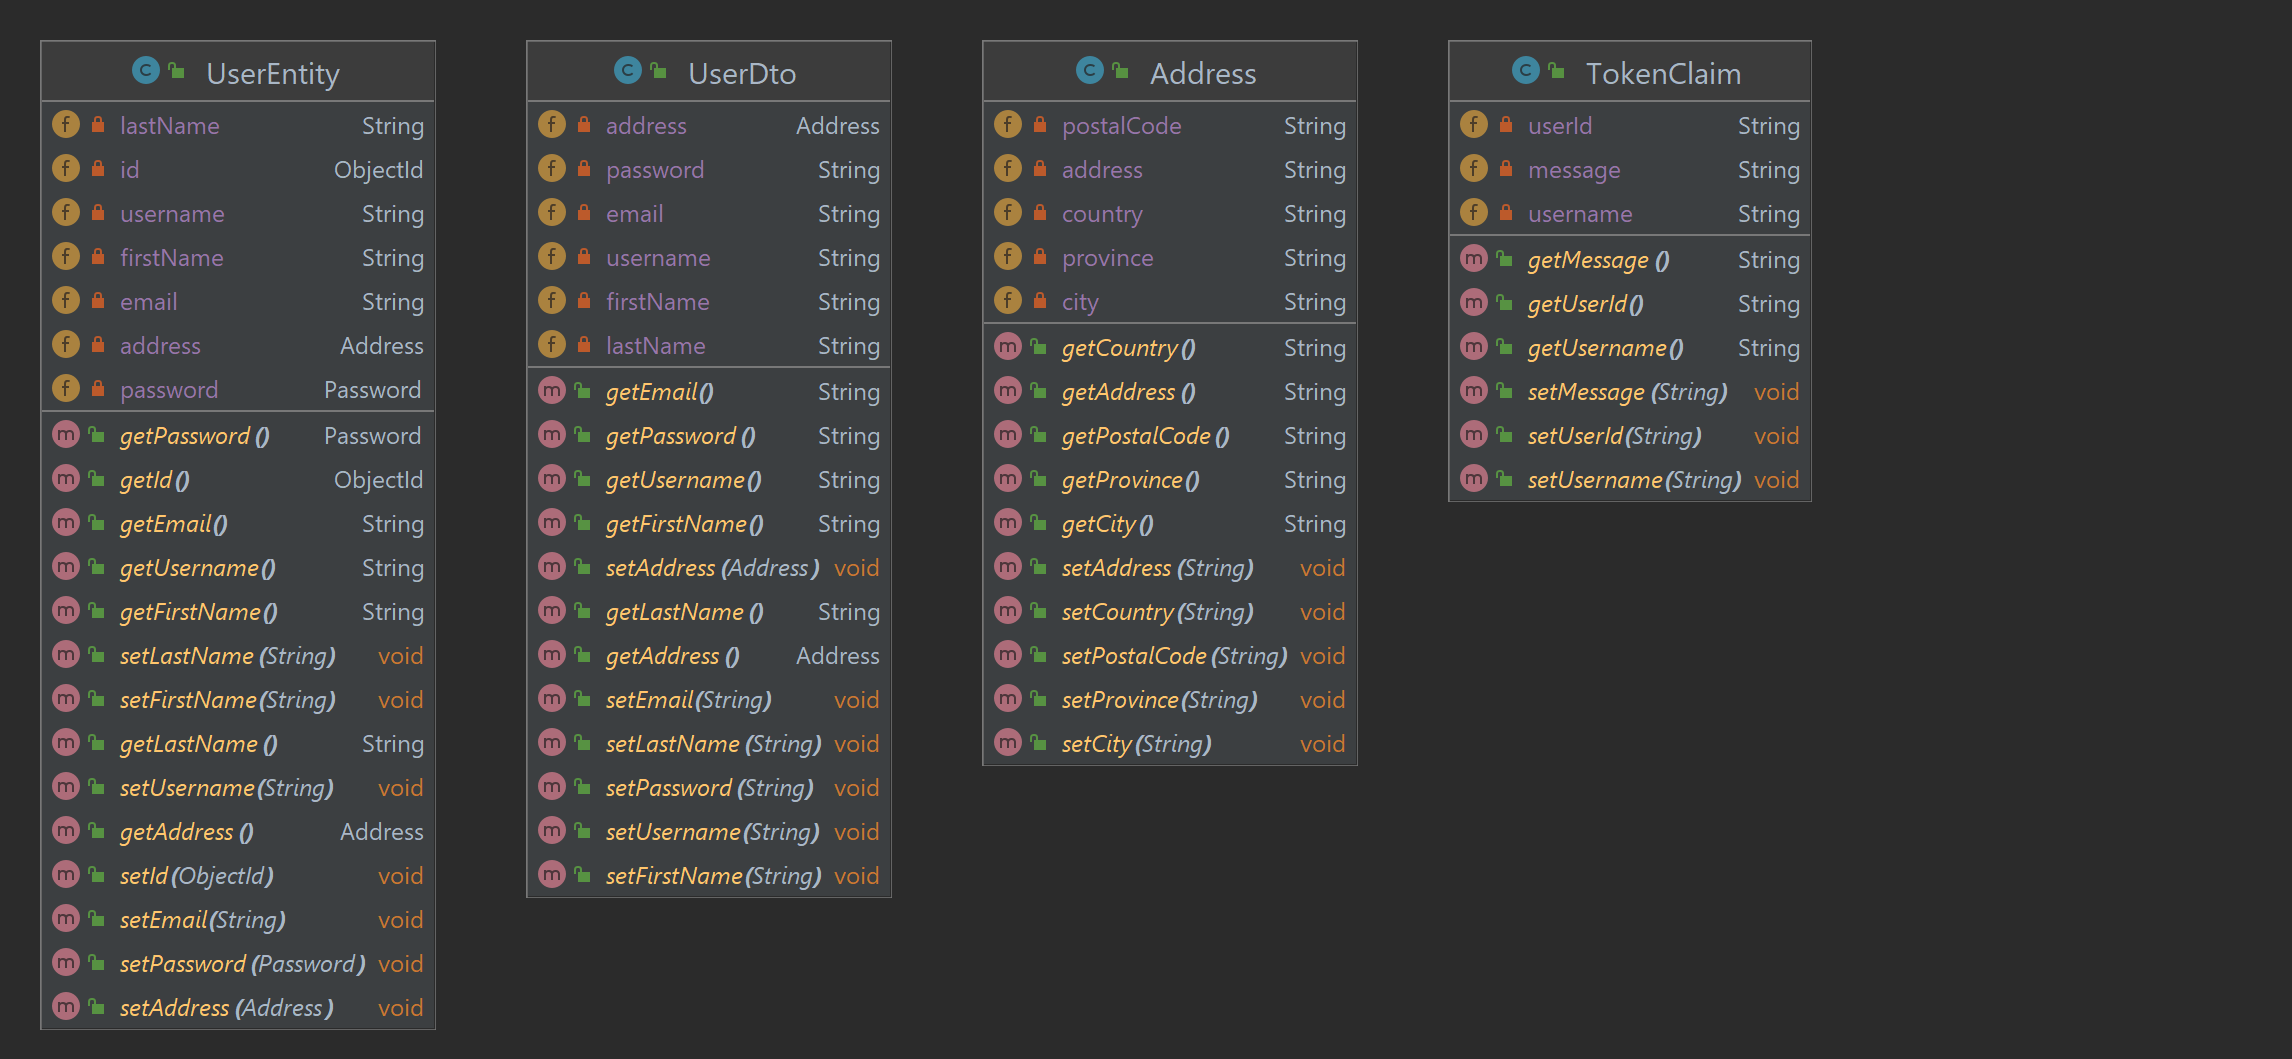 UserEntity
lastName String
id ObjectId
username String
firstName String
email String
address Address
password Password
getPassword() Password
getId() ObjectId
getEmail() String
getUsername() String
getFirstName() String
setLastName(String) void
setFirstName(String) void
getLastName() String
setUsername(String) void
getAddress() Address
setId(ObjectId) void
setEmail(String) void
setPassword(Password) void
setAddress(Address) void
UserDto
address Address
password String
email String
username String
firstName String
lastName String
getEmail() String
getPassword() String
getUsername() String
getFirstName() String
setAddress(Address) void
getLastName() String
getAddress() Address
setEmail(String) void
setLastName(String) void
setPassword(String) void
setUsername(String) void
setFirstName(String) void
Address
postalCode String
address String
country String
province String
city String
getCountry() String
getAddress() String
getPostalCode() String
getProvince() String
getCity() String
setAddress(String) void
setCountry(String) void
setPostalCode(String) void
setProvince(String) void
setCity(String) void
TokenClaim
userId String
message String
username String
getMessage() String
getUserId() String
getUsername() String
setMessage(String) void
setUserId(String) void
setUsername(String) void